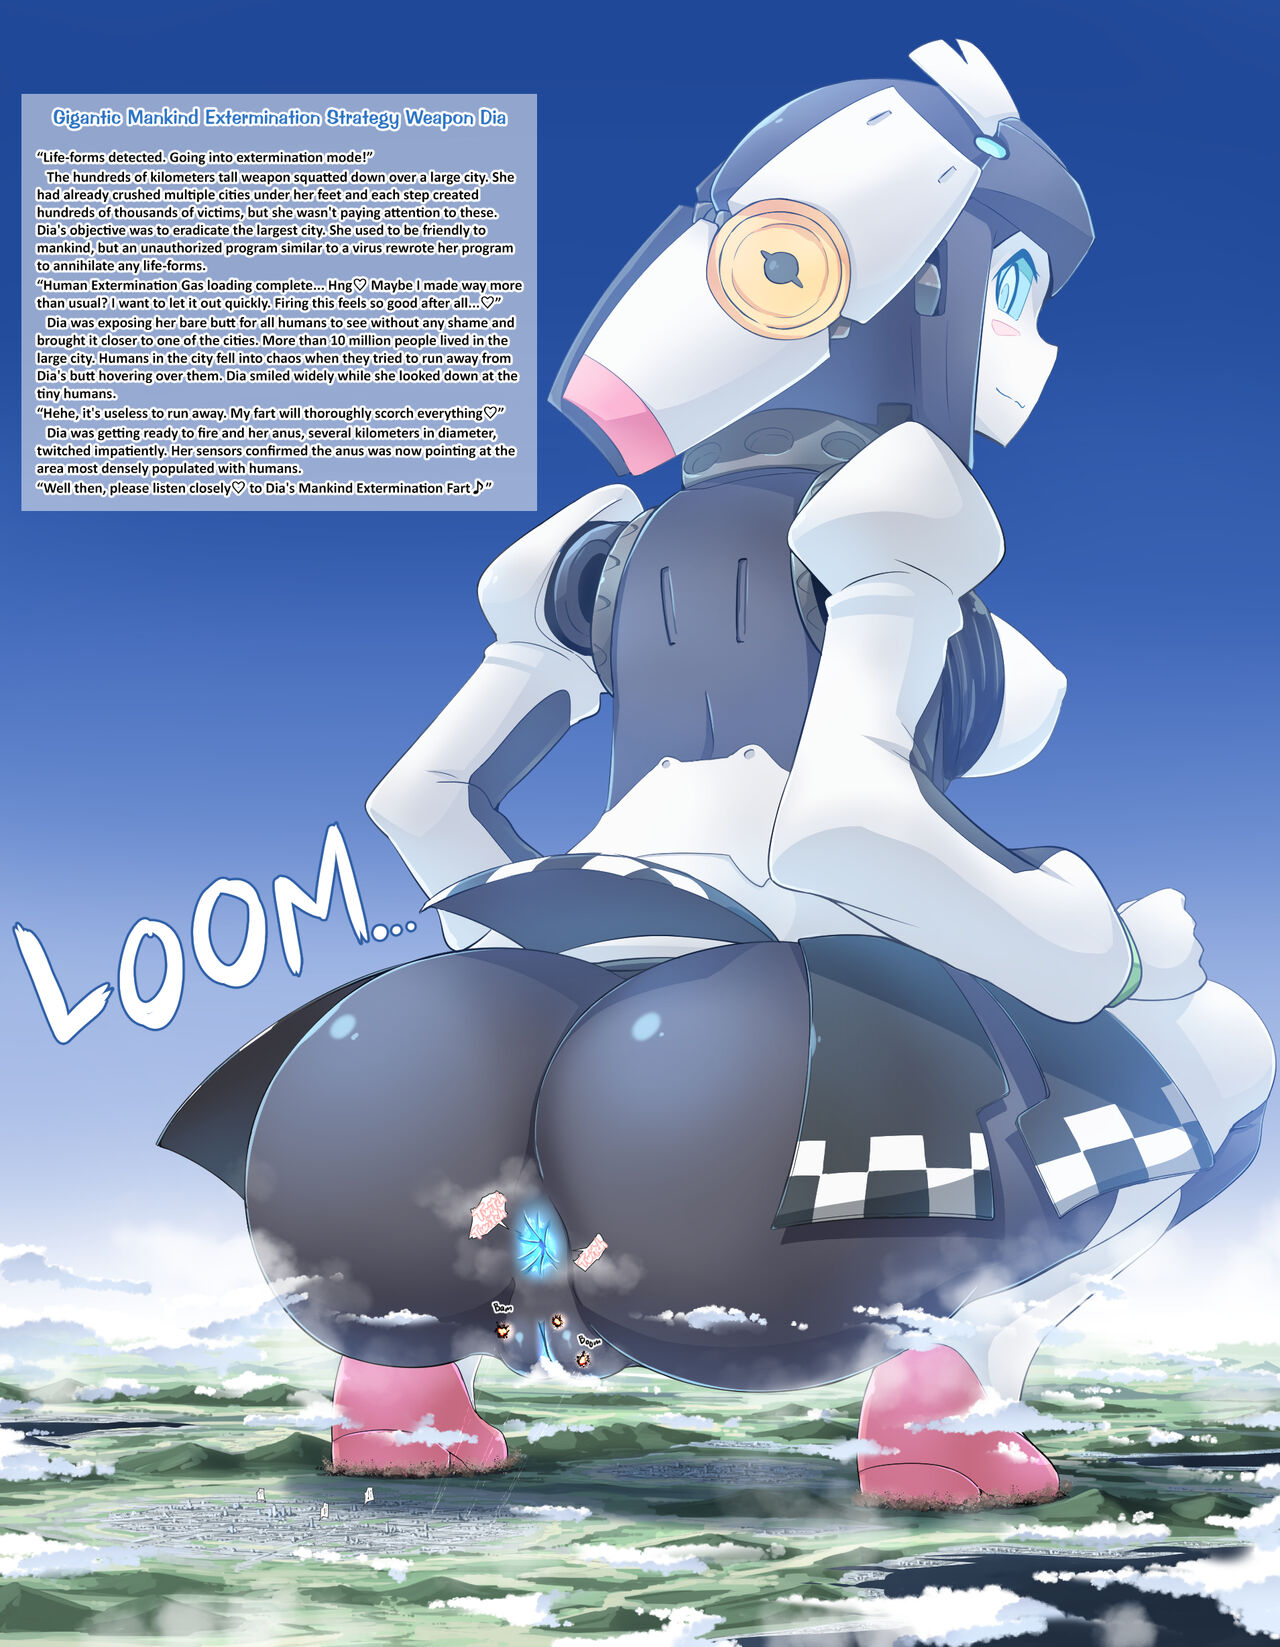 Gigantic Mankind Extermination Strategy Weapon Dia
“Life-forms detected. Going into extermination mode!”
The hundreds of kilometers tall weapon squatted down over a large city. She
had already crushed multiple cities under her feet and each step created
hundreds of thousands of victims, but she wasn't paying attention to these.
Dia's objective was to eradicate the largest city. She used to be friendly to
mankind, but an unauthorized program similar to a virus rewrote her program
to annihilate any life-forms.
“Human Extermination Gas loading complete... Hng♡ Maybe I made way more
than usual? I want to let it out quickly. Firing this feels so good after all...♡”
Dia was exposing her bare butt for all humans to see without any shame and
brought it closer to one of the cities. More than 10 million people lived in the
large city. Humans in the city fell into chaos when they tried to run away from
Dia's butt hovering over them. Dia smiled widely while she looked down at the
tiny humans.
“Hehe, it's useless to run away. My fart will thoroughly scorch everything♡”
Dia was getting ready to fire and her anus, several kilometers in diameter,
twitched impatiently. Her sensors confirmed the anus was now pointing at the
area most densely populated with humans.
“Well then, please listen closely♡ to Dia's Mankind Extermination Fart♪”
LOOM...
Bam
Booom